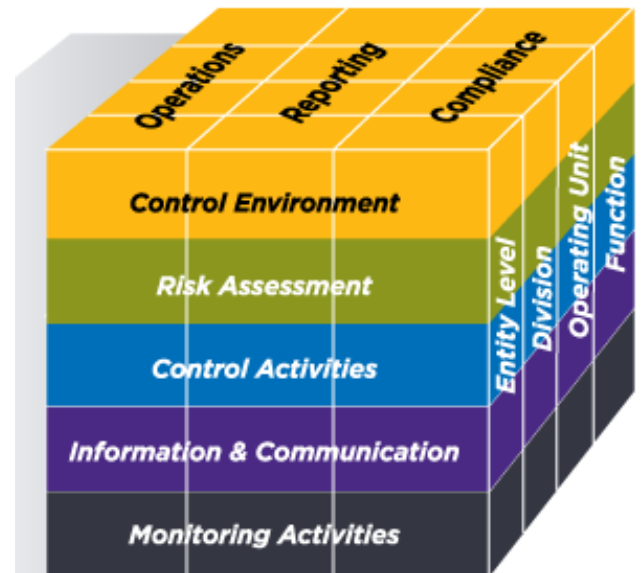 Operations
Reporting
Compliance
Control Environment
Risk Assessment
Control Activities
Information & Communication
Monitoring Activities
Entity Level
Division
Operating Unit
Function